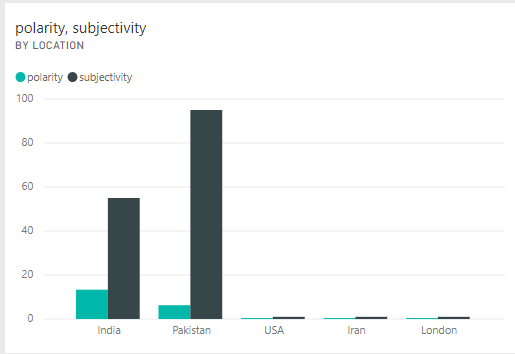 polarity, subjectivity
BY LOCATION
polarity subjectivity
100
80
60
40
20
0
India Pakistan USA Iran London